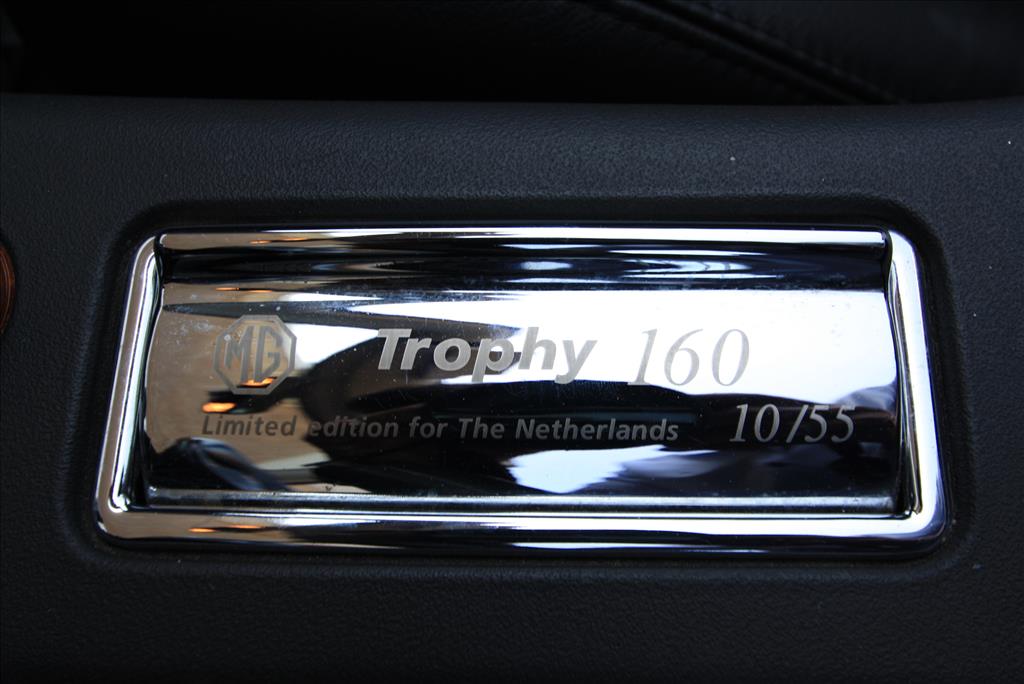 MG Trophy 160
Limited edition for The Netherlands 10/55